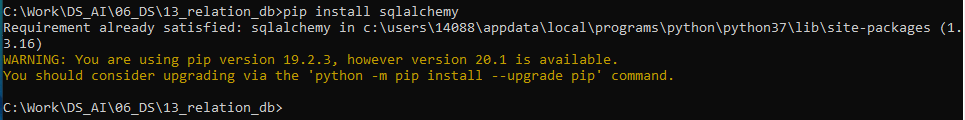 C:\Work\DS_AI\06_DS\13_relation_db>pip install sqlalchemy
Requirement already satisfied: sqlalchemy in c:\users\14088\appdata\local\programs\python\python37\lib\site-packages (1.
3.16)
WARNING: You are using pip version 19.2.3, however version 20.1 is available.
You should consider upgrading via the 'python -m pip install --upgrade pip' command.
C:\Work\DS_AI\06_DS\13_relation_db>